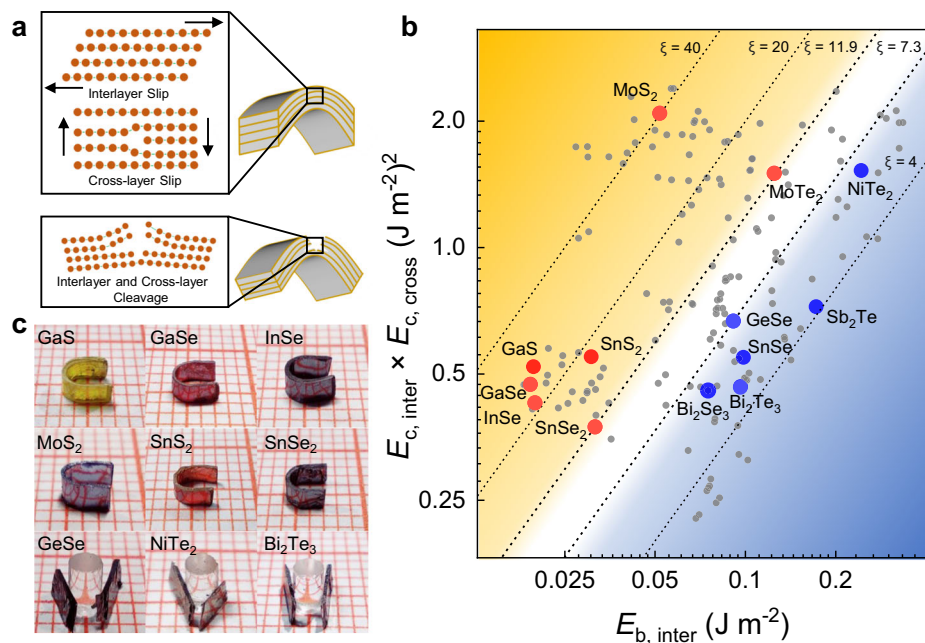 a
Interlayer Slip
Cross-layer Slip
Interlayer and Cross-layer
Cleavage
c
GaS
GaSe
InSe
MoS₂
SnS₂
SnSe₂
GeSe
NiTe₂
Bi₂Te₃
b
ξ = 40
ξ = 20
ξ = 11.9
ξ = 7.3
ξ = 4
MoS₂
MoTe₂
NiTe₂
GeSe
Sb₂Te
SnSe
SnS₂
GaS
GaSe
InSe
SnSe₂
Bi₂Se₃
Bi₂Te₃
2.0
1.0
0.5
0.25
E c, inter × E c, cross (J m⁻²)²
0.025
0.05
0.1
0.2
E b, inter (J m⁻²)